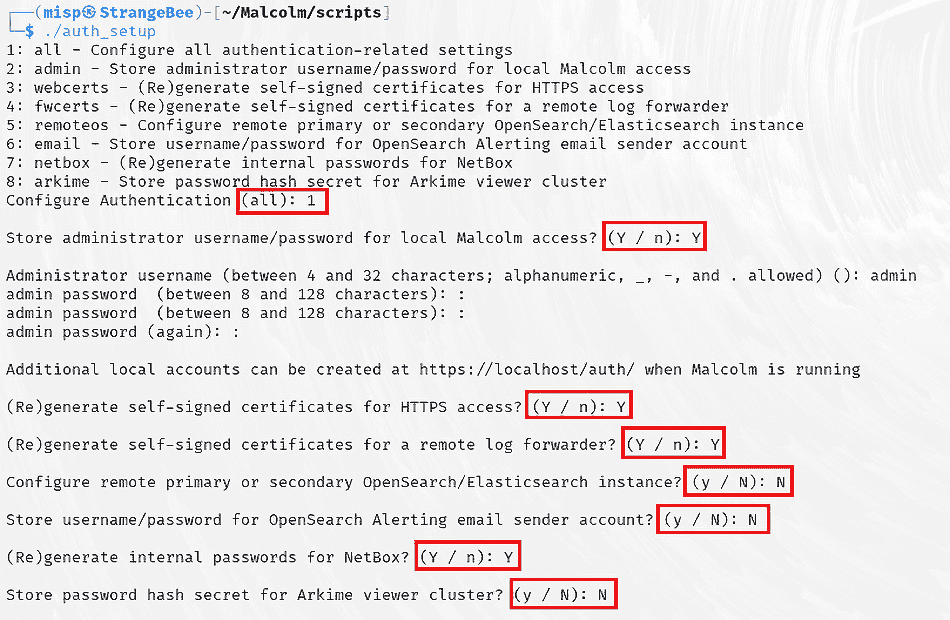 ┌──(misp㉿StrangeBee)-[~/Malcolm/scripts]
└─$ ./auth_setup
1: all – Configure all authentication-related settings
2: admin – Store administrator username/password for local Malcolm access
3: webcerts – (Re)generate self-signed certificates for HTTPS access
4: fwcerts – (Re)generate self-signed certificates for a remote log forwarder
5: remoteos – Configure remote primary or secondary OpenSearch/Elasticsearch instance
6: email – Store username/password for OpenSearch Alerting email sender account
7: netbox – (Re)generate internal passwords for NetBox
8: arkime – Store password hash secret for Arkime viewer cluster
Configure Authentication (all): 1
Store administrator username/password for local Malcolm access? (Y / n): Y
Administrator username (between 4 and 32 characters; alphanumeric, _, -, and . allowed) (): admin
admin password  (between 8 and 128 characters): :
admin password  (between 8 and 128 characters): :
admin password (again): :
Additional local accounts can be created at https://localhost/auth/ when Malcolm is running
(Re)generate self-signed certificates for HTTPS access? (Y / n): Y
(Re)generate self-signed certificates for a remote log forwarder? (Y / n): Y
Configure remote primary or secondary OpenSearch/Elasticsearch instance? (y / N): N
Store username/password for OpenSearch Alerting email sender account? (y / N): N
(Re)generate internal passwords for NetBox? (Y / n): Y
Store password hash secret for Arkime viewer cluster? (y / N): N